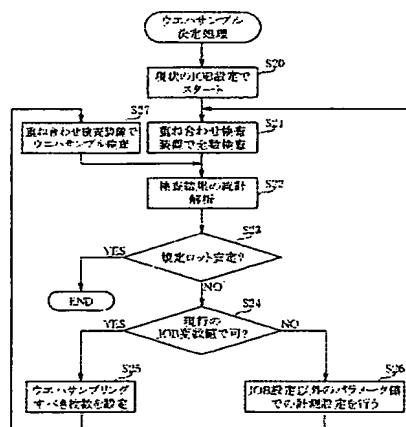 ウエハサンプル
決定処理
S20
現状のJOB設定で
スタート
S27
重ね合わせ検査装置で
ウエハサンプル検査
S21
重ね合わせ検査
装置で全数検査
S22
検査結果の統計
解析
S23
規定ロット安定?
YES
END
NO
S24
現行の
JOB変数値で可?
YES
NO
S25
ウエハサンプリング
すべき枚数を設定
S26
JOB設定以外のパラメータ値
での計測設定を行う